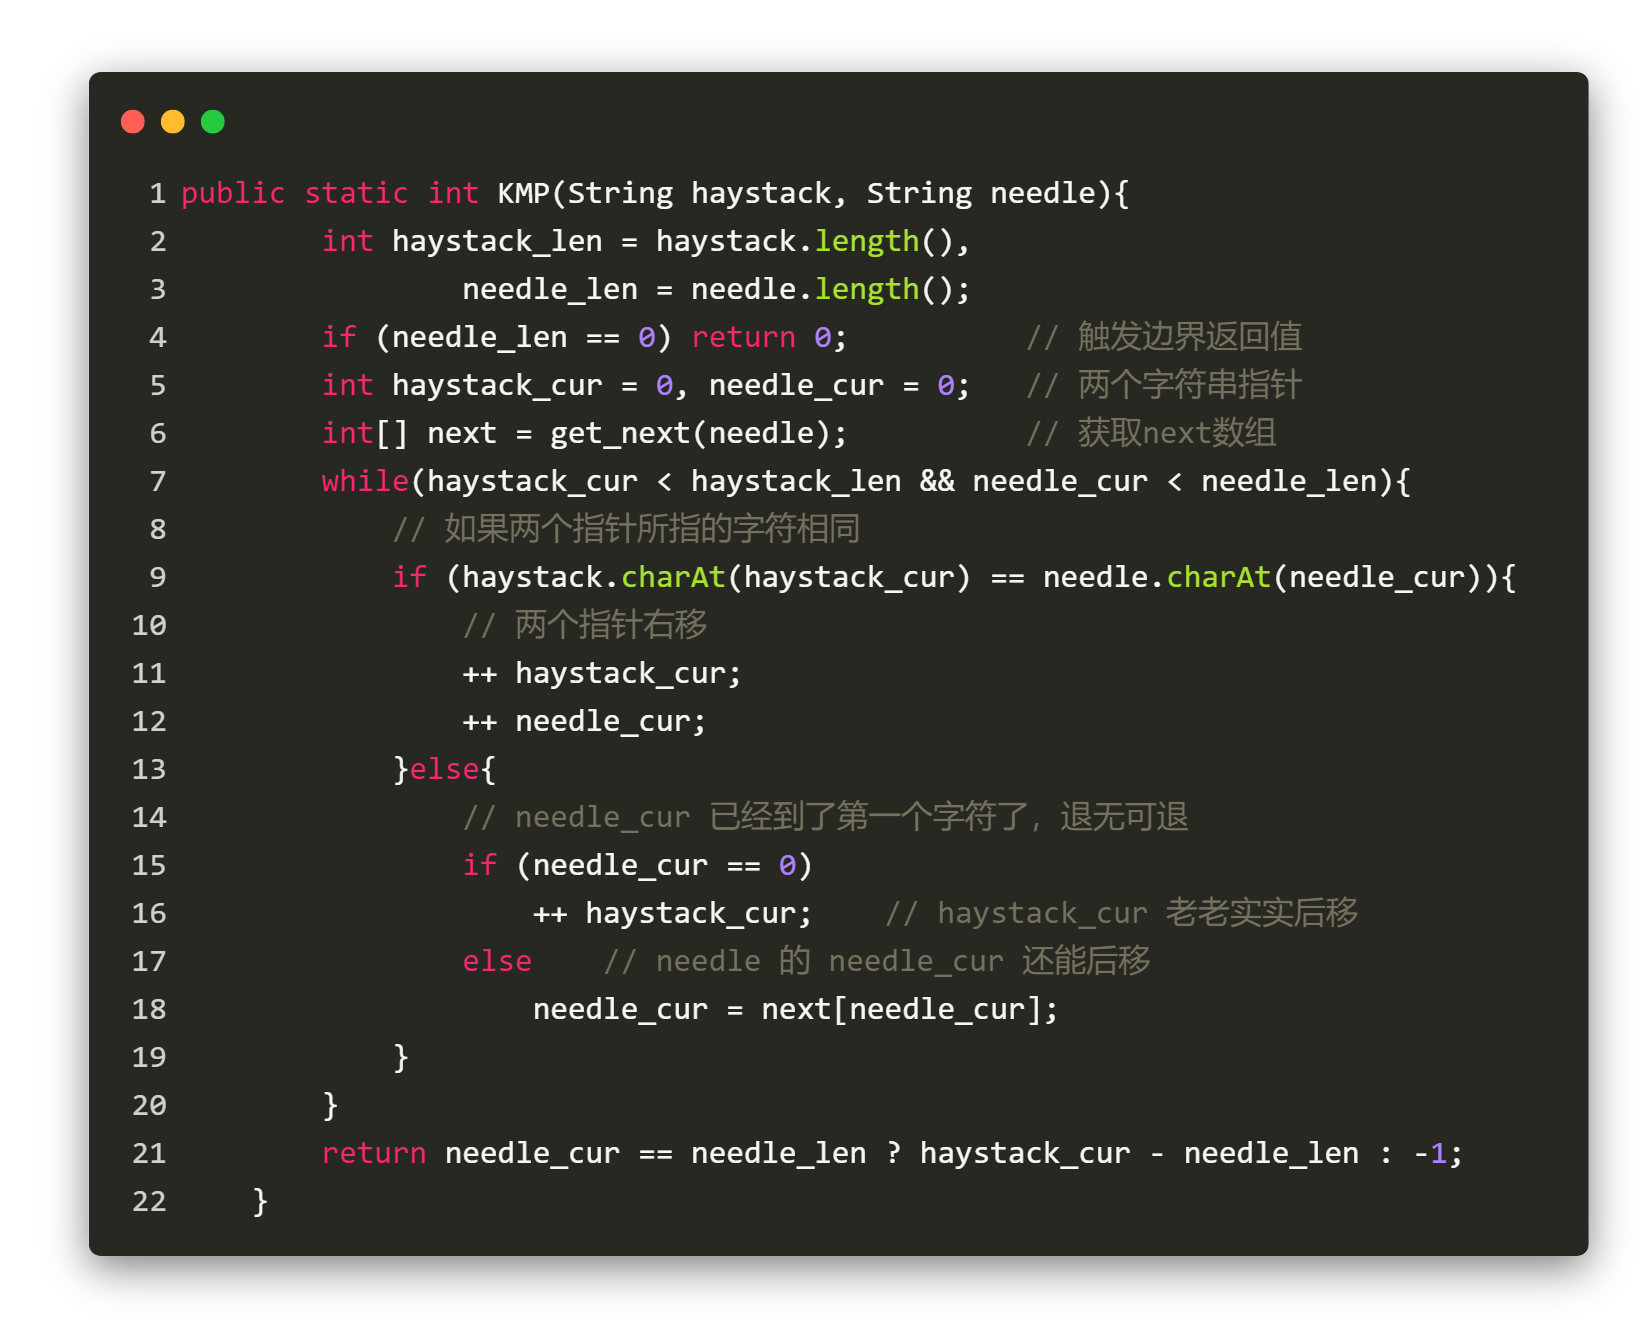 1 public static int KMP(String haystack, String needle){
2         int haystack_len = haystack.length(),
3                 needle_len = needle.length();
4         if (needle_len == 0) return 0;          // 触发边界返回值
5         int haystack_cur = 0, needle_cur = 0;   // 两个字符串指针
6         int[] next = get_next(needle);          // 获取next数组
7         while(haystack_cur < haystack_len && needle_cur < needle_len){
8             // 如果两个指针所指的字符相同
9             if (haystack.charAt(haystack_cur) == needle.charAt(needle_cur)){
10                 // 两个指针右移
11                 ++ haystack_cur;
12                 ++ needle_cur;
13             }else{
14                 // needle_cur 已经到了第一个字符了，退无可退
15                 if (needle_cur == 0)
16                     ++ haystack_cur;    // haystack_cur 老老实实后移
17                 else    // needle 的 needle_cur 还能后移
18                     needle_cur = next[needle_cur];
19             }
20         }
21         return needle_cur == needle_len ? haystack_cur - needle_len : -1;
22     }